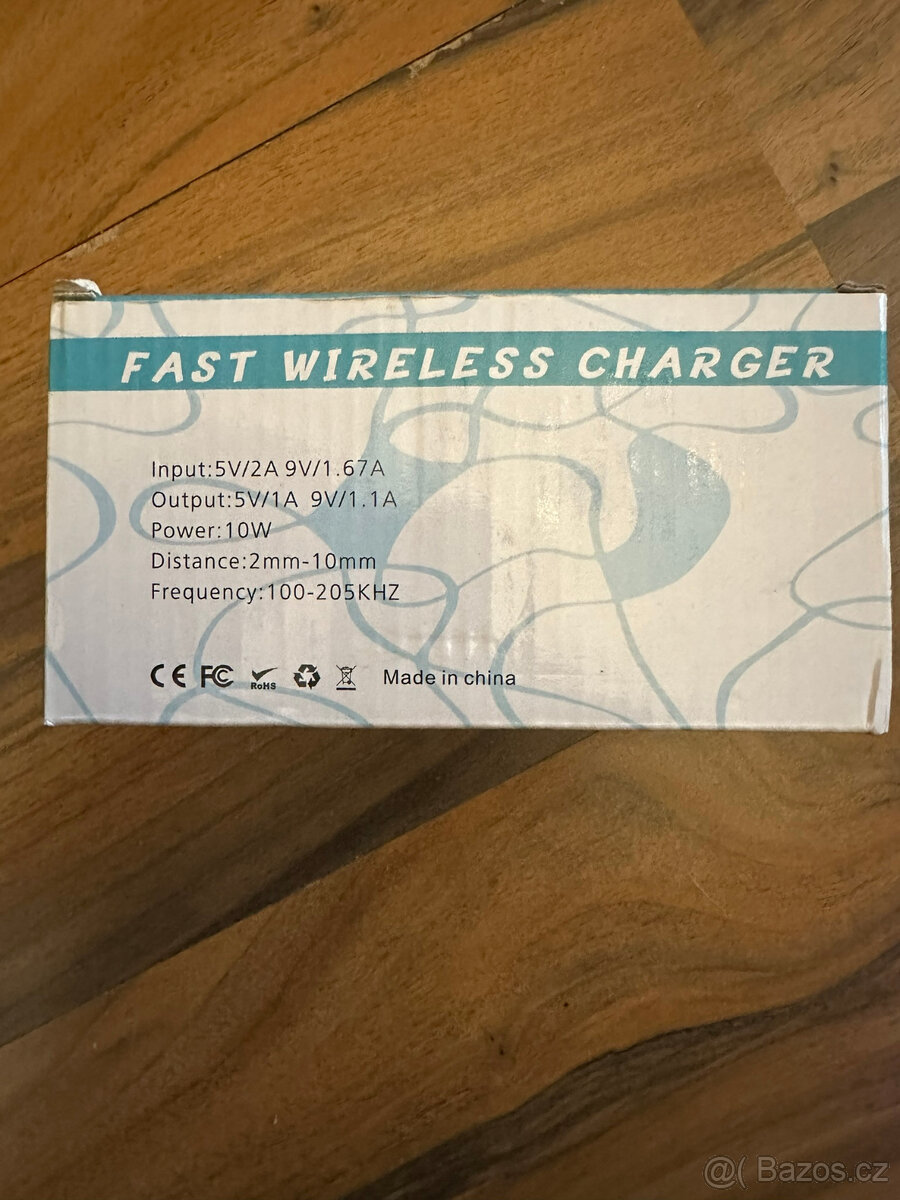 FAST WIRELESS CHARGER
Input:5V/2A 9V/1.67A
Output:5V/1A 9V/1.1A
Power:10W
Distance:2mm-10mm
Frequency:100-205KHZ
CE FC RoHS Made in china
@( Bazos.cz